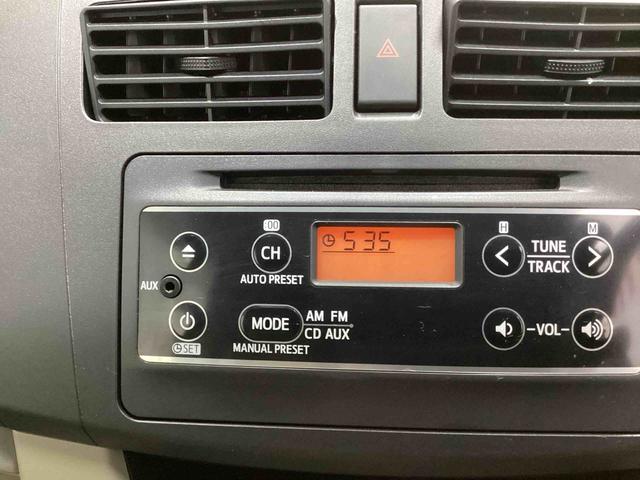 :00 H M
CH 5 35 < TUNE >
AUTO PRESET TRACK
AUX
MODE AM FM
CD AUX -VOL-
SET MANUAL PRESET